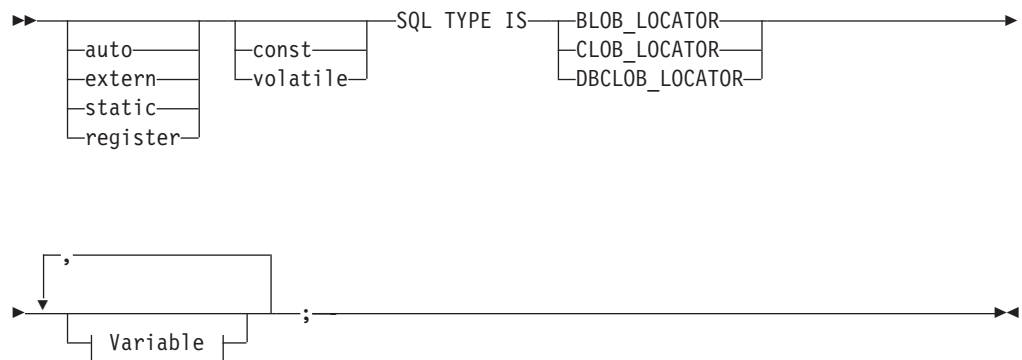 SQL TYPE IS BLOB_LOCATOR
auto const CLOB_LOCATOR
extern volatile DBCLOB_LOCATOR
static
register
,
;
Variable